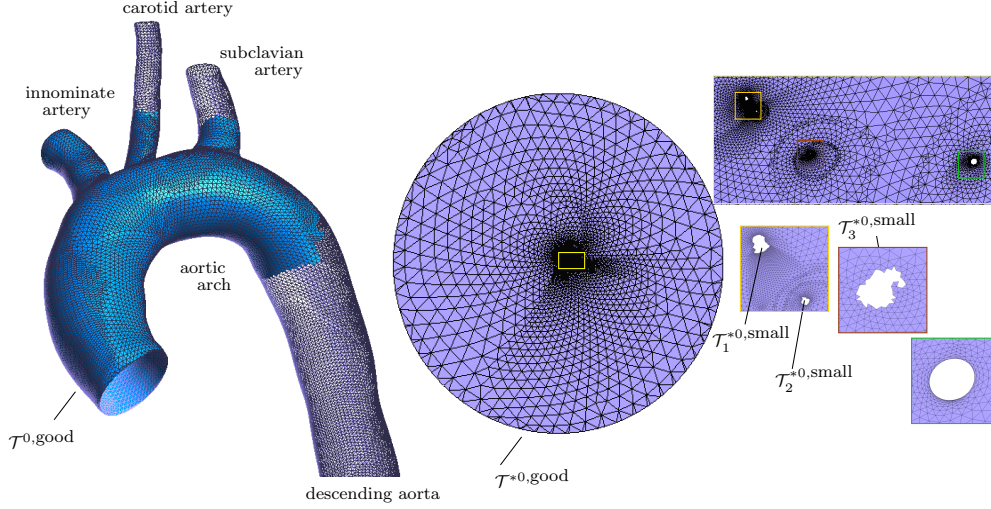 carotid artery
subclavian
artery
innominate
artery
aortic
arch
𝒯^{0,good}
descending aorta
𝒯^{*0,good}
𝒯_3^{*0,small}
𝒯_1^{*0,small}
𝒯_2^{*0,small}